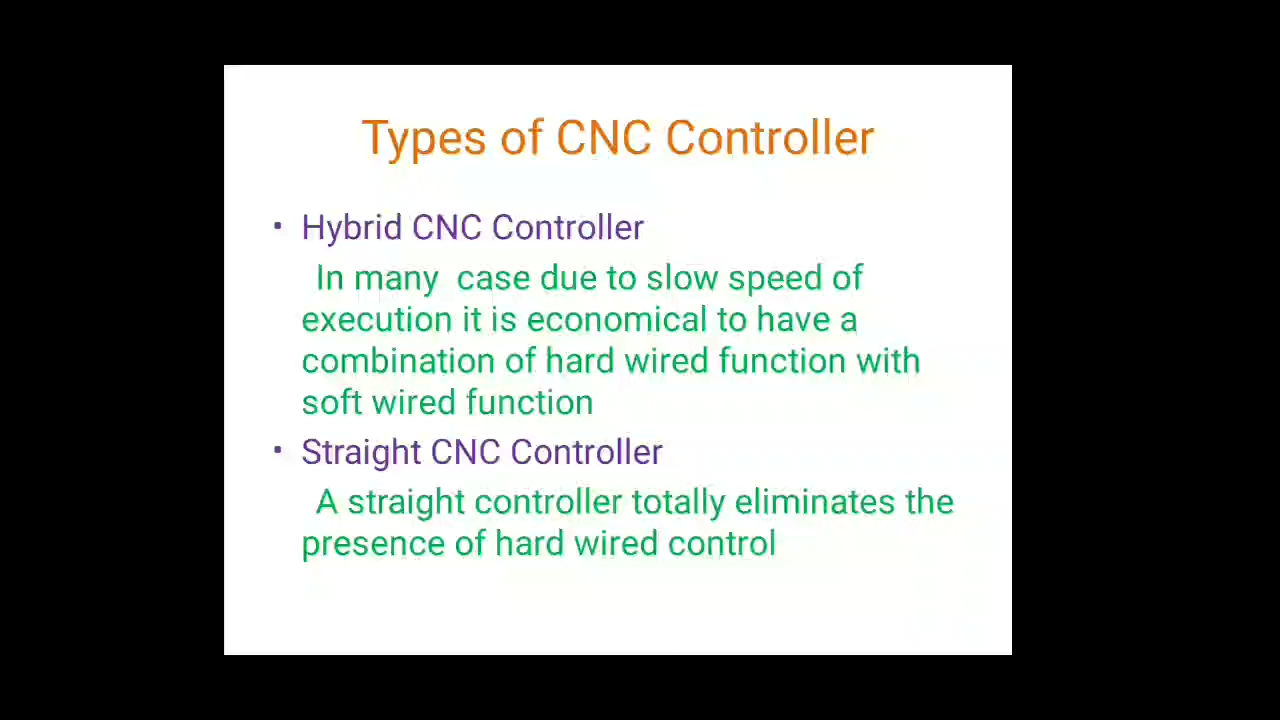 Types of CNC Controller
• Hybrid CNC Controller
In many case due to slow speed of
execution it is economical to have a
combination of hard wired function with
soft wired function
• Straight CNC Controller
A straight controller totally eliminates the
presence of hard wired control